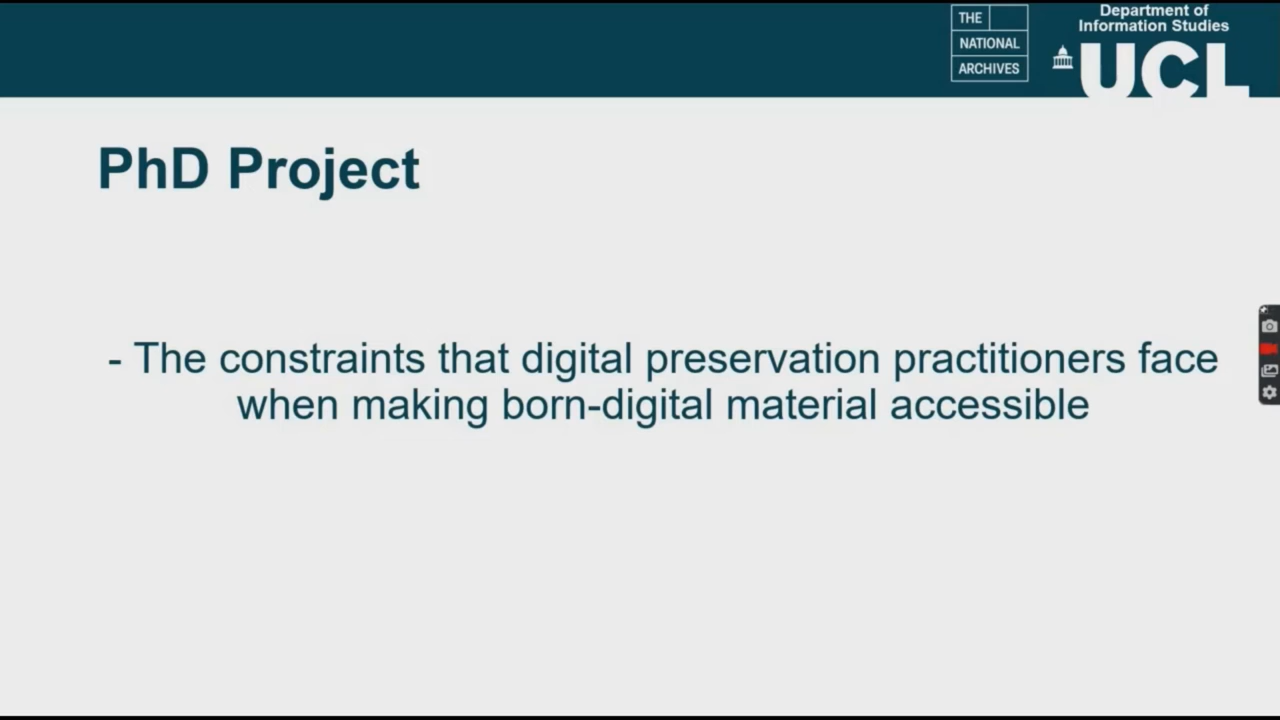 THE
NATIONAL
ARCHIVES
Department of
Information Studies
UCL
PhD Project
- The constraints that digital preservation practitioners face
when making born-digital material accessible